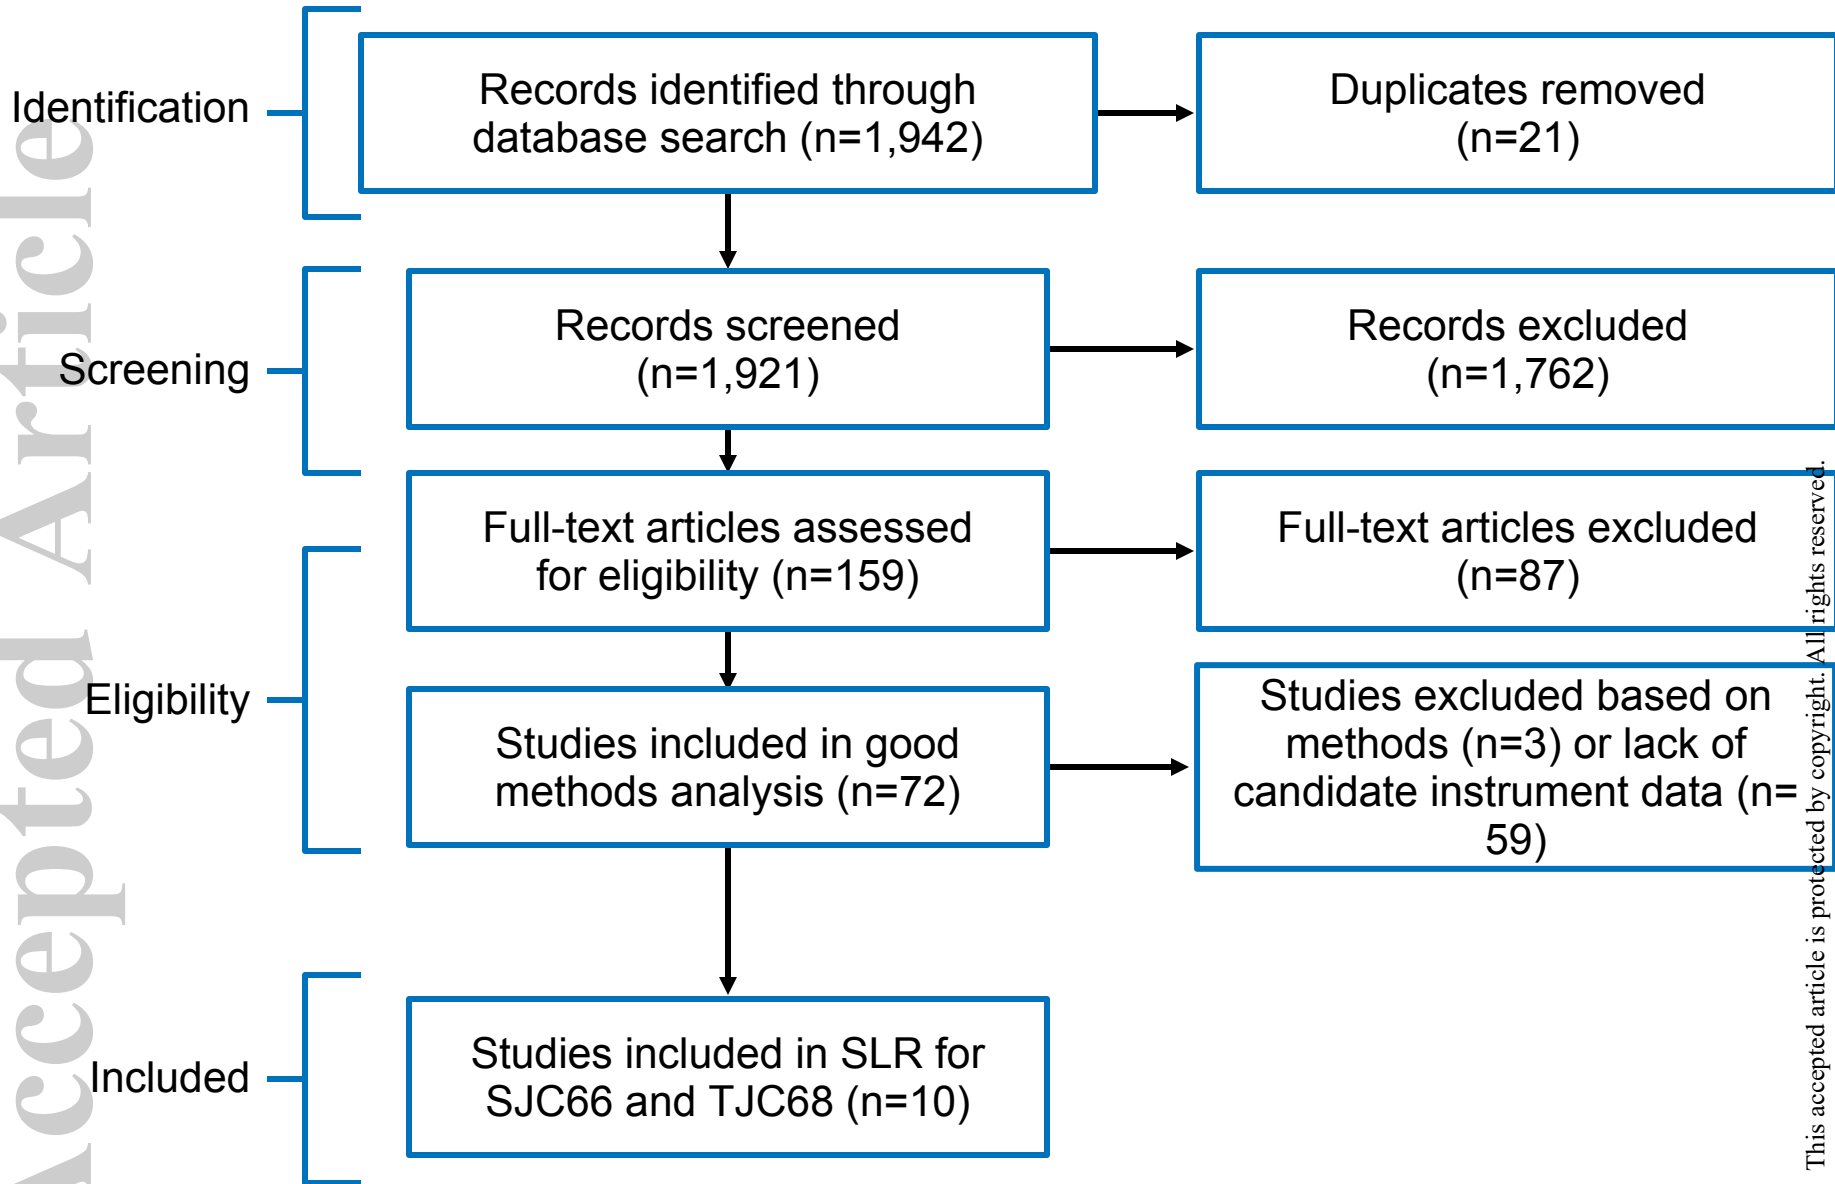 Identification
Records identified through
database search (n=1,942)
Duplicates removed
(n=21)
Screening
Records screened
(n=1,921)
Records excluded
(n=1,762)
Full-text articles assessed
for eligibility (n=159)
Full-text articles excluded
(n=87)
Eligibility
Studies included in good
methods analysis (n=72)
Studies excluded based on
methods (n=3) or lack of
candidate instrument data (n=
59)
Included
Studies included in SLR for
SJC66 and TJC68 (n=10)
Accepted Article
This accepted article is protected by copyright. All rights reserved.